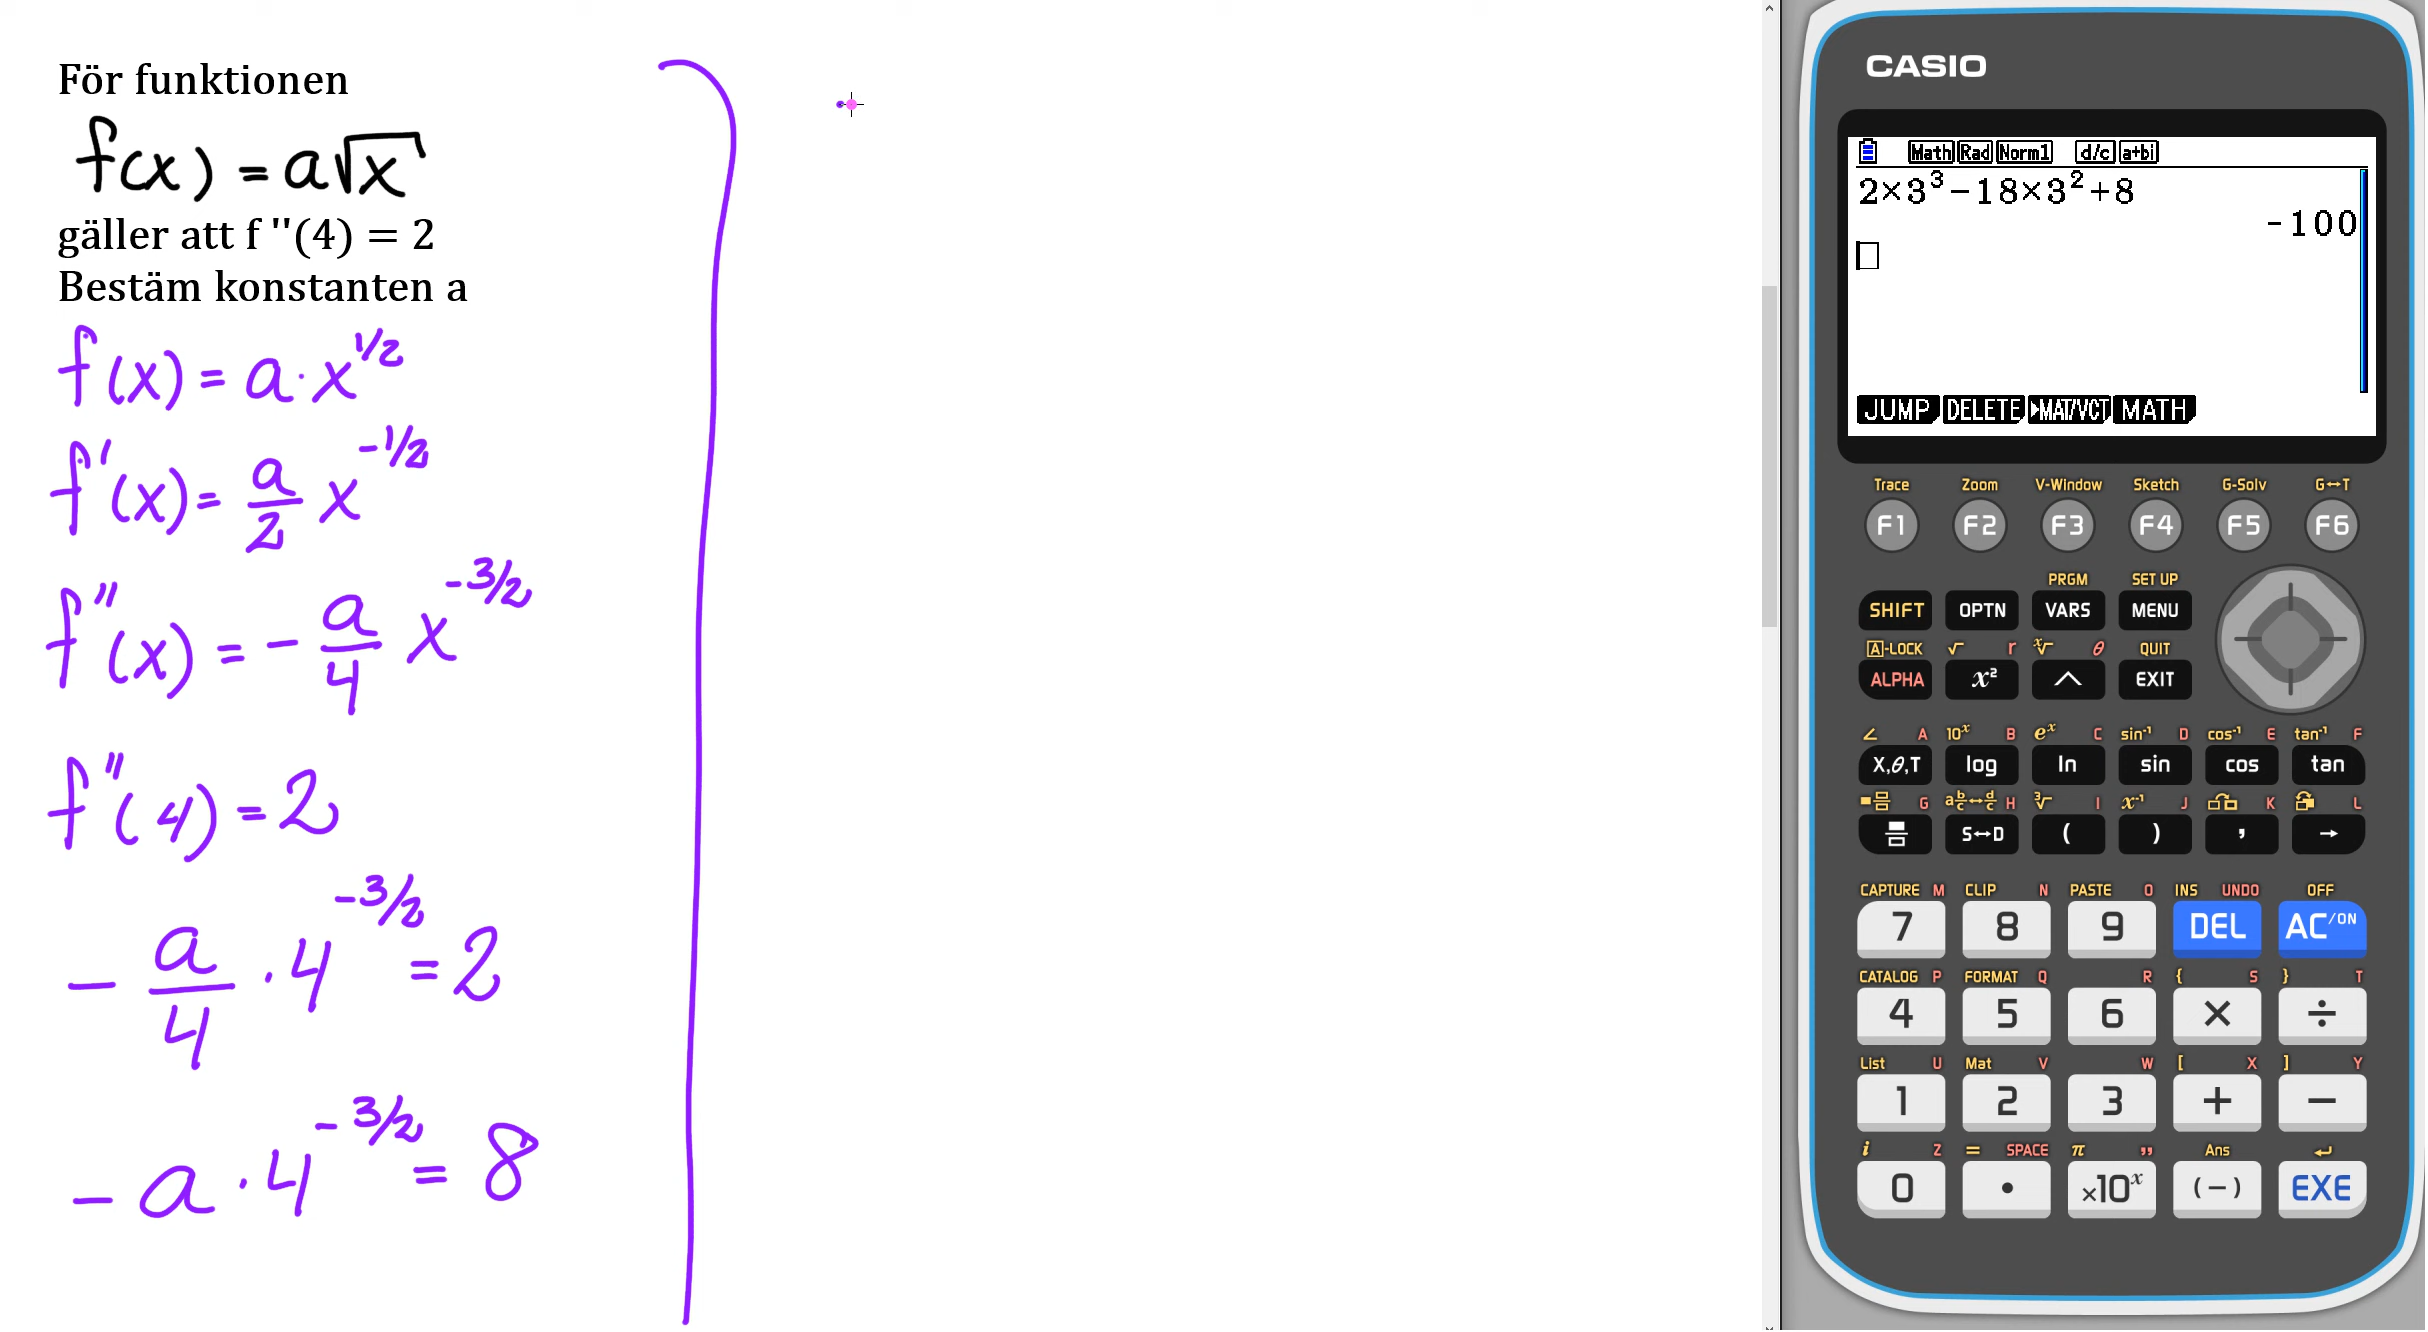 För funktionen
f(x) = a√x
gäller att f ''(4) = 2
Bestäm konstanten a
f(x) = a · x^1/2
f'(x) = a/2 x^-1/2
f''(x) = - a/4 x^-3/2
f''(4) = 2
- a/4 · 4^-3/2 = 2
- a · 4^-3/2 = 8
CASIO
Math Rad Norm1 d/c a+bi
2×3³-18×3²+8
-100
JUMP DELETE ▶MAT/VCT MATH
Trace Zoom V-Window Sketch G-Solv G↔T
F1 F2 F3 F4 F5 F6
PRGM SET UP
SHIFT OPTN VARS MENU
A-LOCK √ r ˣ√ θ QUIT
ALPHA x² ^ EXIT
∠ A 10ˣ B eˣ C sin⁻¹ D cos⁻¹ E tan⁻¹ F
X,θ,T log ln sin cos tan
G a b/c↔d/c H ³√ I x⁻¹ J K L
S↔D ( ) , →
CAPTURE M CLIP N PASTE O INS UNDO OFF
7 8 9 DEL AC/ON
CATALOG P FORMAT Q R { S } T
4 5 6 × ÷
List U Mat V W [ X ] Y
1 2 3 + −
i Z = SPACE π " Ans ↵
0 • ×10ˣ (−) EXE